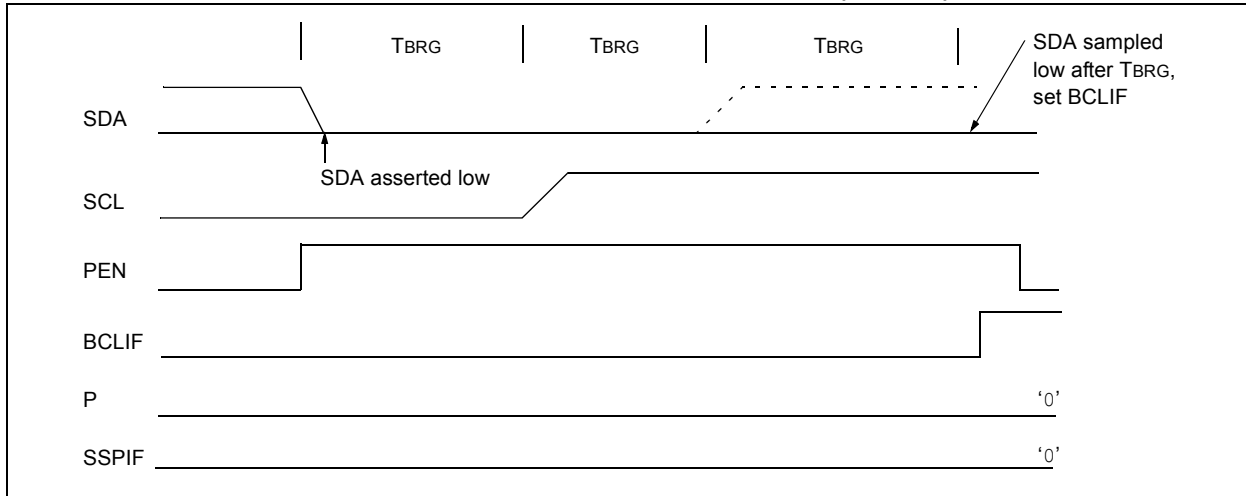 TBRG TBRG TBRG
SDA sampled
low after TBRG,
set BCLIF
SDA
SDA asserted low
SCL
PEN
BCLIF
P
‘0’
SSPIF
‘0’